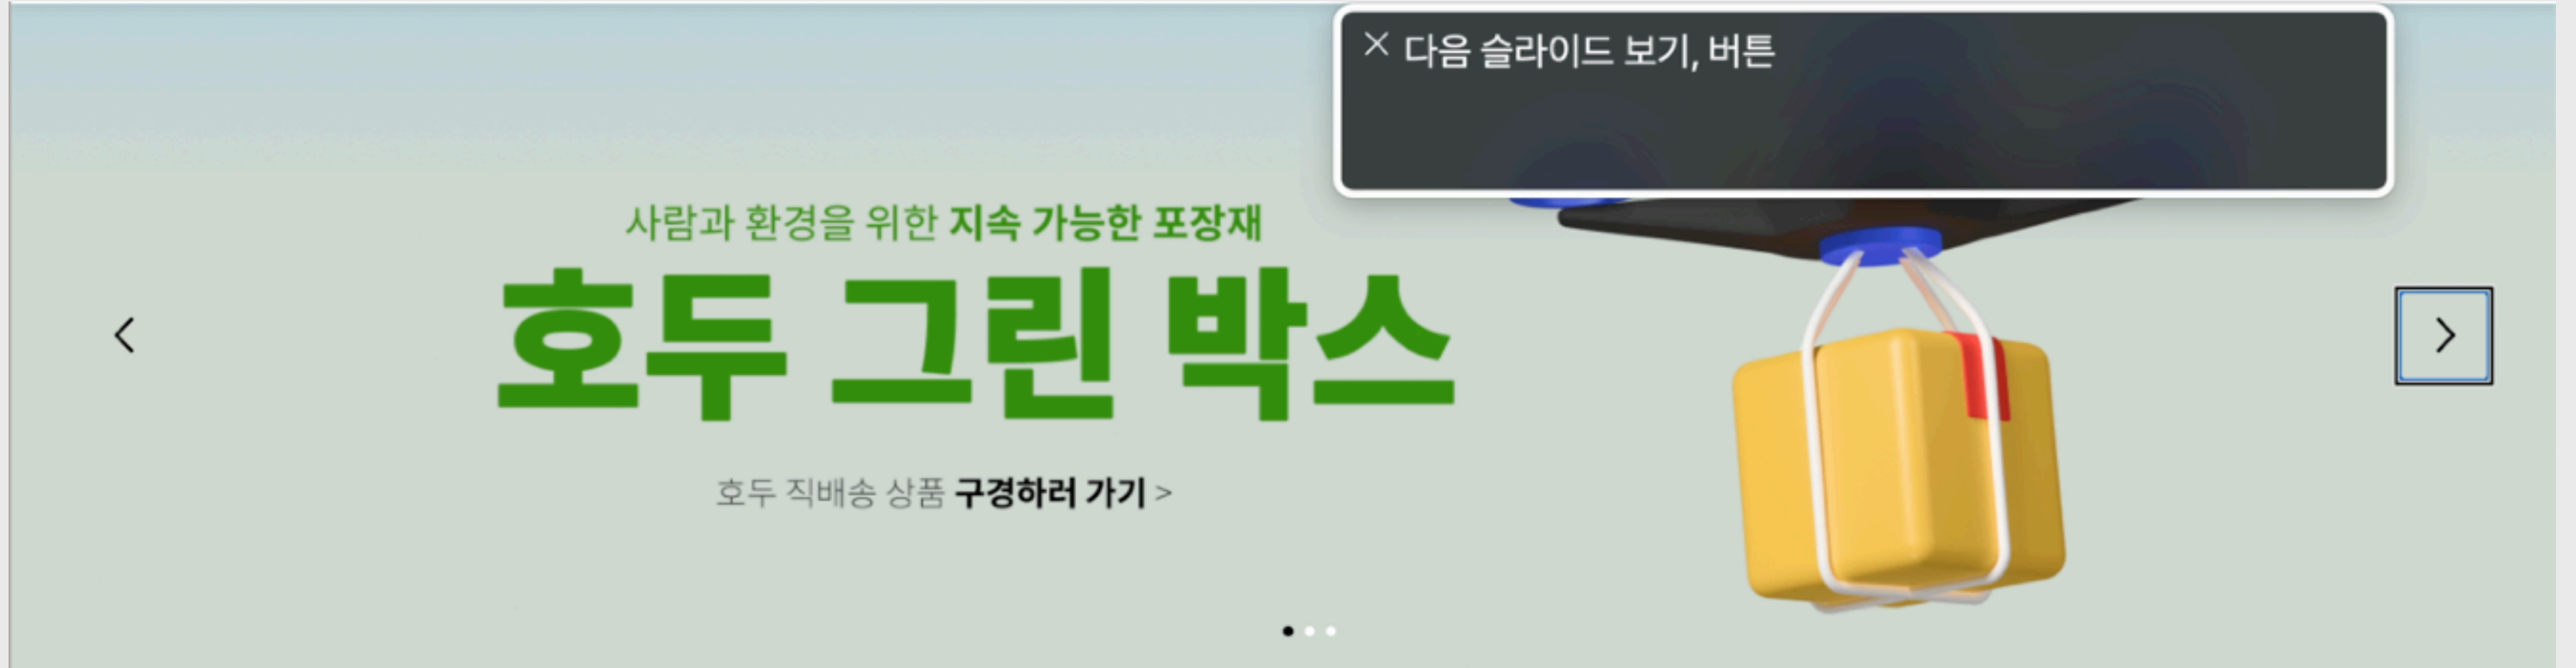 다음 슬라이드 보기, 버튼
사람과 환경을 위한 지속 가능한 포장재
호두 그린 박스
호두 직배송 상품 구경하러 가기 >